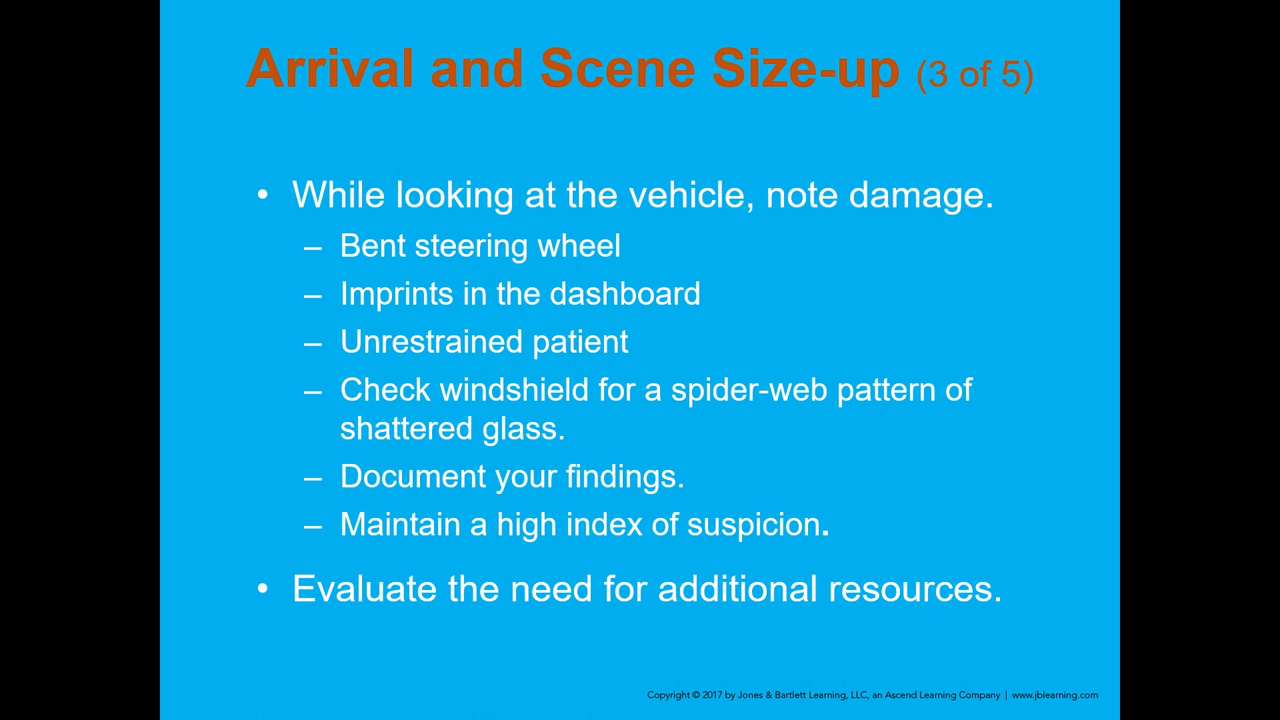 Arrival and Scene Size-up (3 of 5)
• While looking at the vehicle, note damage.
– Bent steering wheel
– Imprints in the dashboard
– Unrestrained patient
– Check windshield for a spider-web pattern of
shattered glass.
– Document your findings.
– Maintain a high index of suspicion.
• Evaluate the need for additional resources.
Copyright © 2017 by Jones & Bartlett Learning, LLC, an Ascend Learning Company | www.jblearning.com